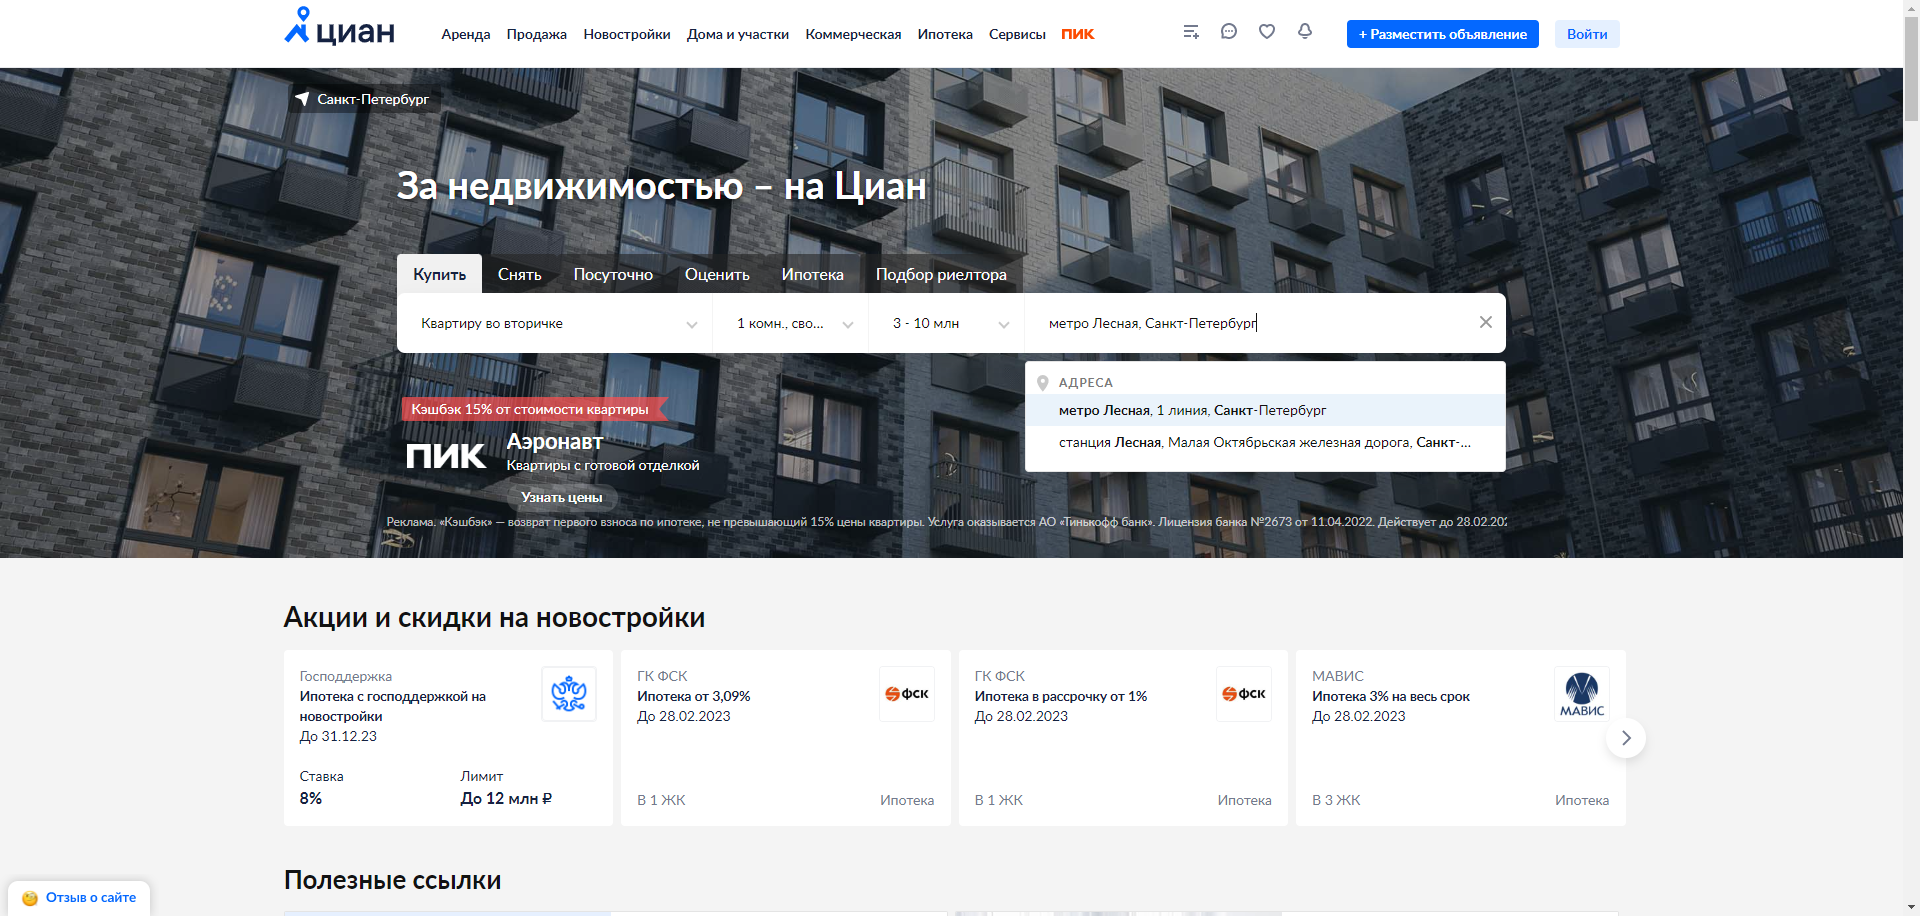 циан
Аренда Продажа Новостройки Дома и участки Коммерческая Ипотека Сервисы ПИК
+ Разместить объявление
Войти
Санкт-Петербург
За недвижимостью – на Циан
Купить Снять Посуточно Оценить Ипотека Подбор риелтора
Квартиру во вторичке
1 комн., сво...
3 - 10 млн
метро Лесная, Санкт-Петербург
АДРЕСА
метро Лесная, 1 линия, Санкт-Петербург
станция Лесная, Малая Октябрьская железная дорога, Санкт-...
Кэшбэк 15% от стоимости квартиры
ПИК
Аэронавт
Квартиры с готовой отделкой
Узнать цены
Реклама. «Кэшбэк» — возврат первого взноса по ипотеке, не превышающий 15% цены квартиры. Услуга оказывается АО «Тинькофф банк». Лицензия банка №2673 от 11.04.2022. Действует до 28.02.202
Акции и скидки на новостройки
Господдержка
Ипотека с господдержкой на
новостройки
До 31.12.23
Ставка
8%
Лимит
До 12 млн ₽
ГК ФСК
Ипотека от 3,09%
До 28.02.2023
фск
В 1 ЖК
Ипотека
ГК ФСК
Ипотека в рассрочку от 1%
До 28.02.2023
фск
В 1 ЖК
Ипотека
МАВИС
Ипотека 3% на весь срок
До 28.02.2023
МАВИС
В 3 ЖК
Ипотека
Полезные ссылки
Отзыв о сайте